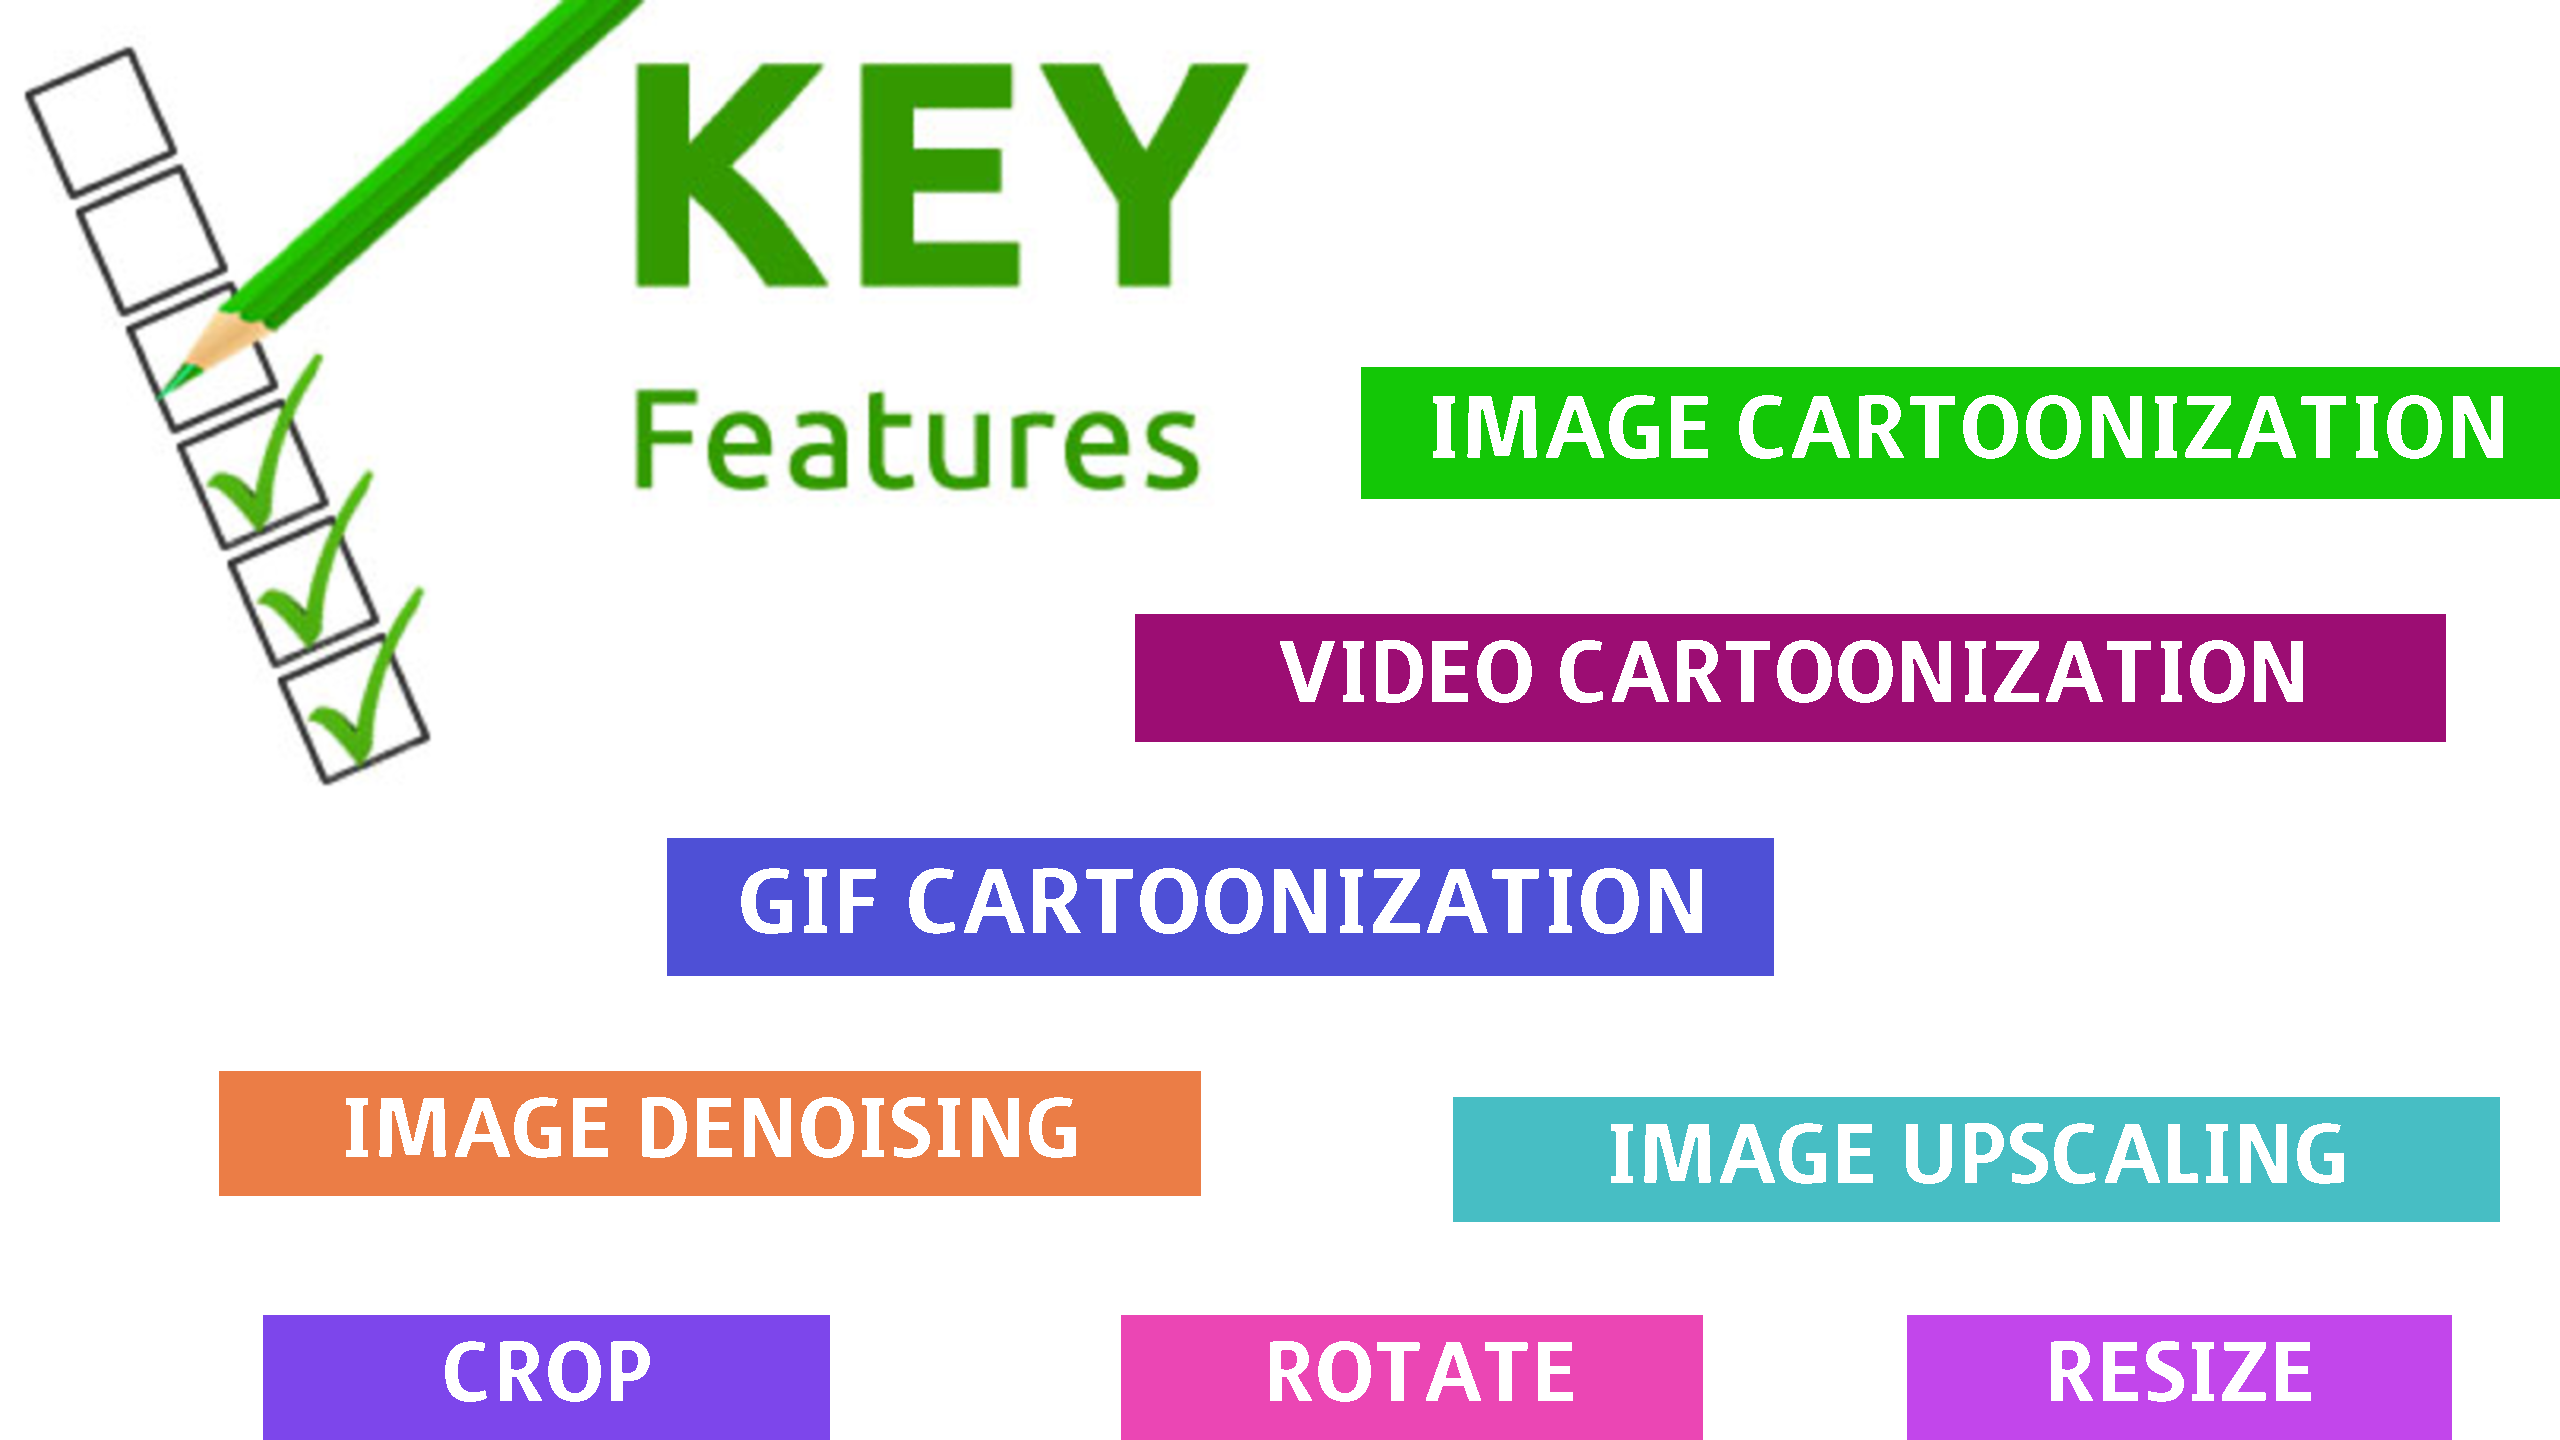 KEY
Features
IMAGE CARTOONIZATION
VIDEO CARTOONIZATION
GIF CARTOONIZATION
IMAGE DENOISING
IMAGE UPSCALING
CROP
ROTATE
RESIZE